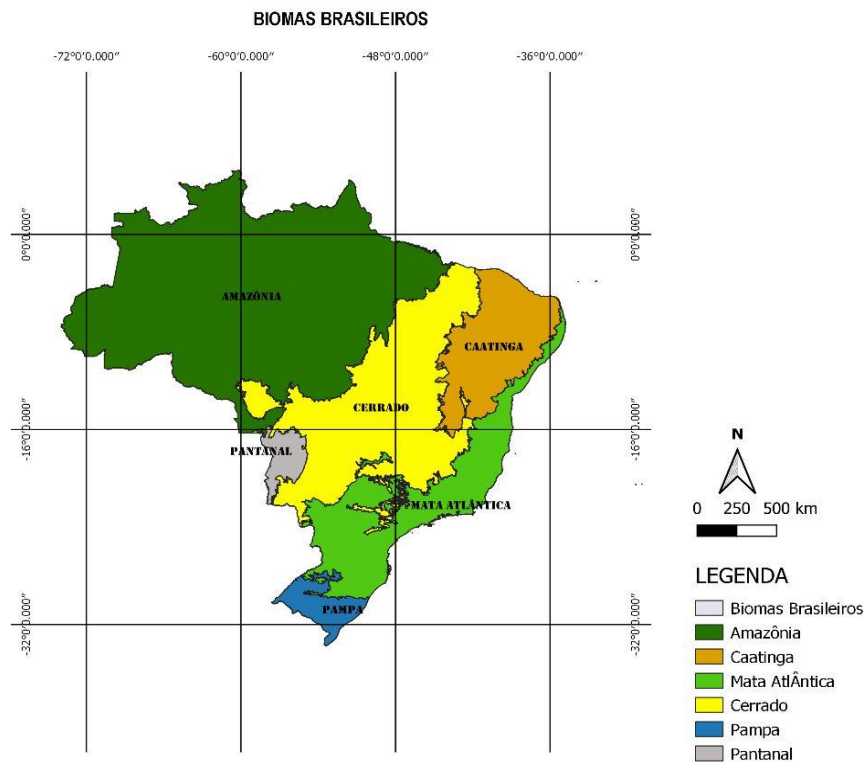 BIOMAS BRASILEIROS
-72°0'0.000" -60°0'0.000" -48°0'0.000" -36°0'0.000"
0°0'0.000" 0°0'0.000"
AMAZÔNIA
CAATINGA
CERRADO
-16°0'0.000" -16°0'0.000"
PANTANAL
N
MATA ATLÂNTICA
0 250 500 km
LEGENDA
PAMPA
Biomas Brasileiros
-32°0'0.000" -32°0'0.000"
Amazônia
Caatinga
Mata AtlÂntica
Cerrado
Pampa
Pantanal